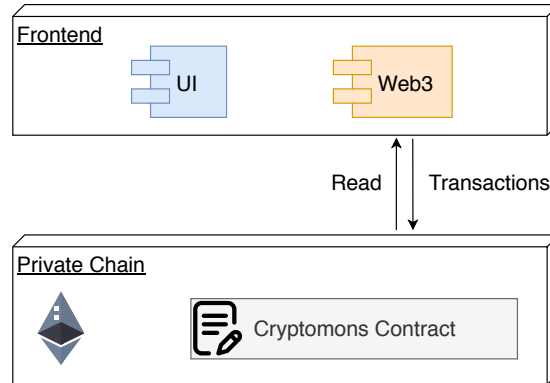 Frontend
UI
Web3
Read
Transactions
Private Chain
Cryptomons Contract